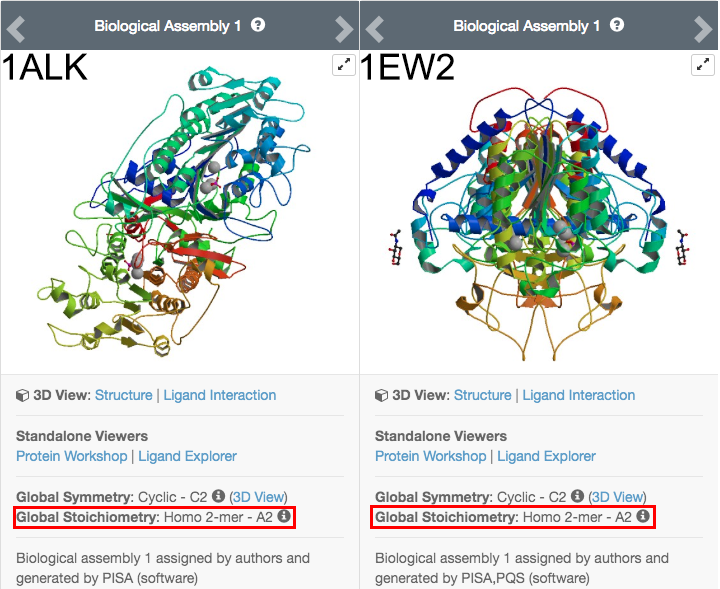 Biological Assembly 1
1ALK
3D View: Structure | Ligand Interaction
Standalone Viewers
Protein Workshop | Ligand Explorer
Global Symmetry: Cyclic - C2 (3D View)
Global Stoichiometry: Homo 2-mer - A2
Biological assembly 1 assigned by authors and
generated by PISA (software)
Biological Assembly 1
1EW2
3D View: Structure | Ligand Interaction
Standalone Viewers
Protein Workshop | Ligand Explorer
Global Symmetry: Cyclic - C2 (3D View)
Global Stoichiometry: Homo 2-mer - A2
Biological assembly 1 assigned by authors and
generated by PISA,PQS (software)